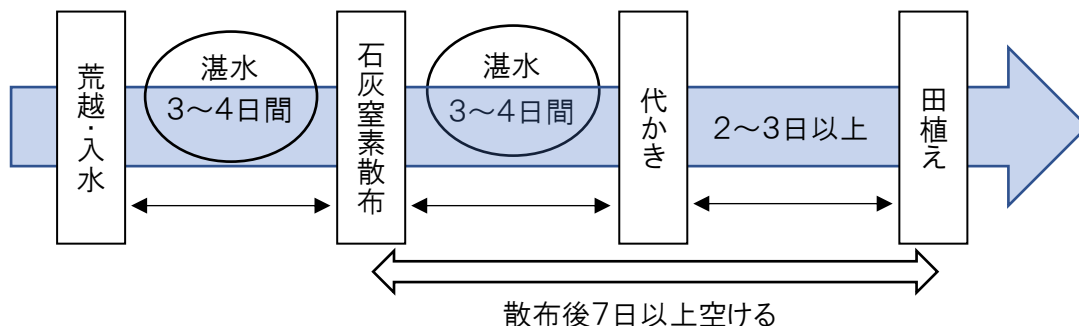 荒越・入水
湛水
3～4日間
石灰窒素散布
湛水
3～4日間
代かき
2～3日以上
田植え
散布後7日以上空ける